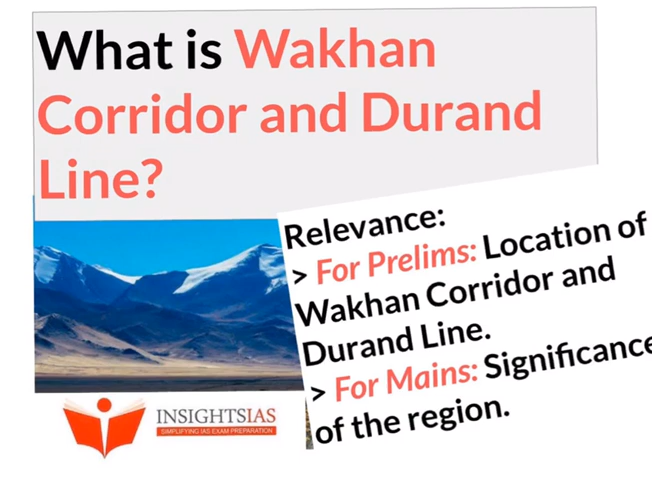 What is Wakhan
Corridor and Durand
Line?
Relevance:
> For Prelims: Location of
Wakhan Corridor and
Durand Line.
> For Mains: Significance
of the region.
INSIGHTSIAS
SIMPLIFYING IAS EXAM PREPARATION